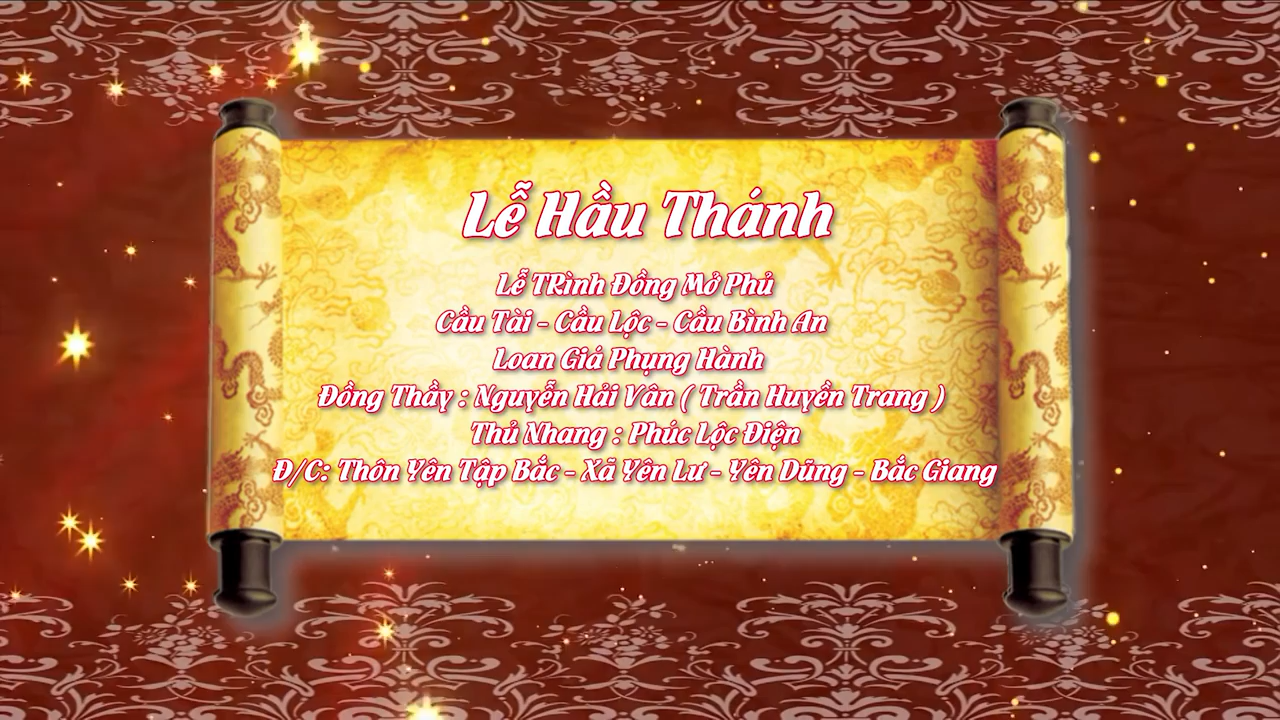 Lễ Hầu Thánh
Lễ TRình Đồng Mở Phủ
Cầu Tài - Cầu Lộc - Cầu Bình An
Loan Giá Phụng Hành
Đồng Thầy : Nguyễn Hải Vân ( Trần Huyền Trang )
Thủ Nhang : Phúc Lộc Điện
Đ/C: Thôn Yên Tập Bắc - Xã Yên Lư - Yên Dũng - Bắc Giang